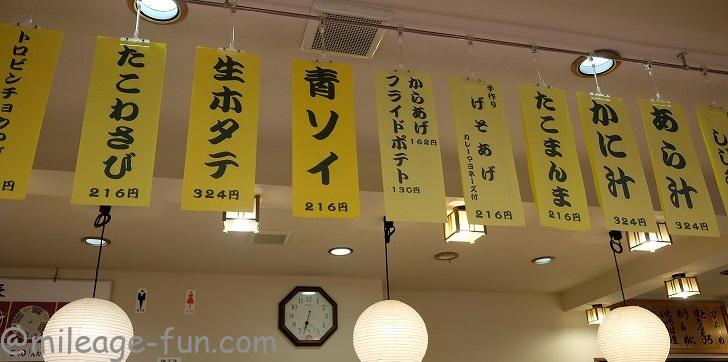 トロビンチョウ
たこわさび
216円
生ホタテ
324円
青ソイ
216円
からあげ
162円
フライドポテト
130円
手作り
げそあげ
カレーマヨネーズ付
216円
たこまんま
216円
かに汁
324円
あら汁
324円
@mileage-fun.com